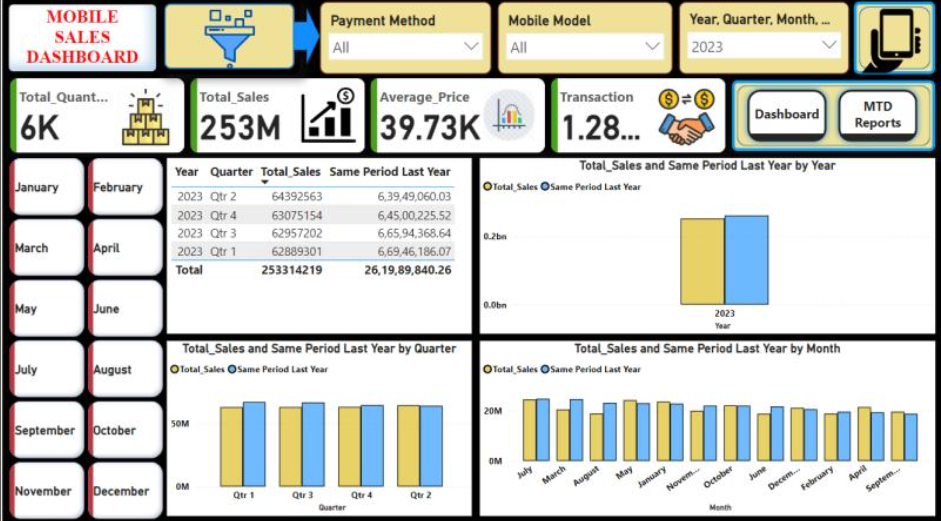 MOBILE
SALES
DASHBOARD
Payment Method
All
Mobile Model
All
Year, Quarter, Month, ...
2023
Total_Quant...
6K
Total_Sales
253M
$
Average_Price
39.73K
Transaction
1.28...
$ $
Dashboard
MTD
Reports
January
February
March
April
May
June
July
August
September
October
November
December
Year Quarter Total_Sales Same Period Last Year
2023 Qtr 2 64392563 6,39,49,060.03
2023 Qtr 4 63075154 6,45,00,225.52
2023 Qtr 3 62957202 6,65,94,368.64
2023 Qtr 1 62889301 6,69,46,186.07
Total 253314219 26,19,89,840.26
Total_Sales and Same Period Last Year by Year
Total_Sales Same Period Last Year
0.2bn
0.0bn
2023
Year
Total_Sales and Same Period Last Year by Quarter
Total_Sales Same Period Last Year
50M
0M
Qtr 1 Qtr 3 Qtr 4 Qtr 2
Quarter
Total_Sales and Same Period Last Year by Month
Total_Sales Same Period Last Year
20M
0M
July March August May January Novem... October June Decem... February April Septem...
Month